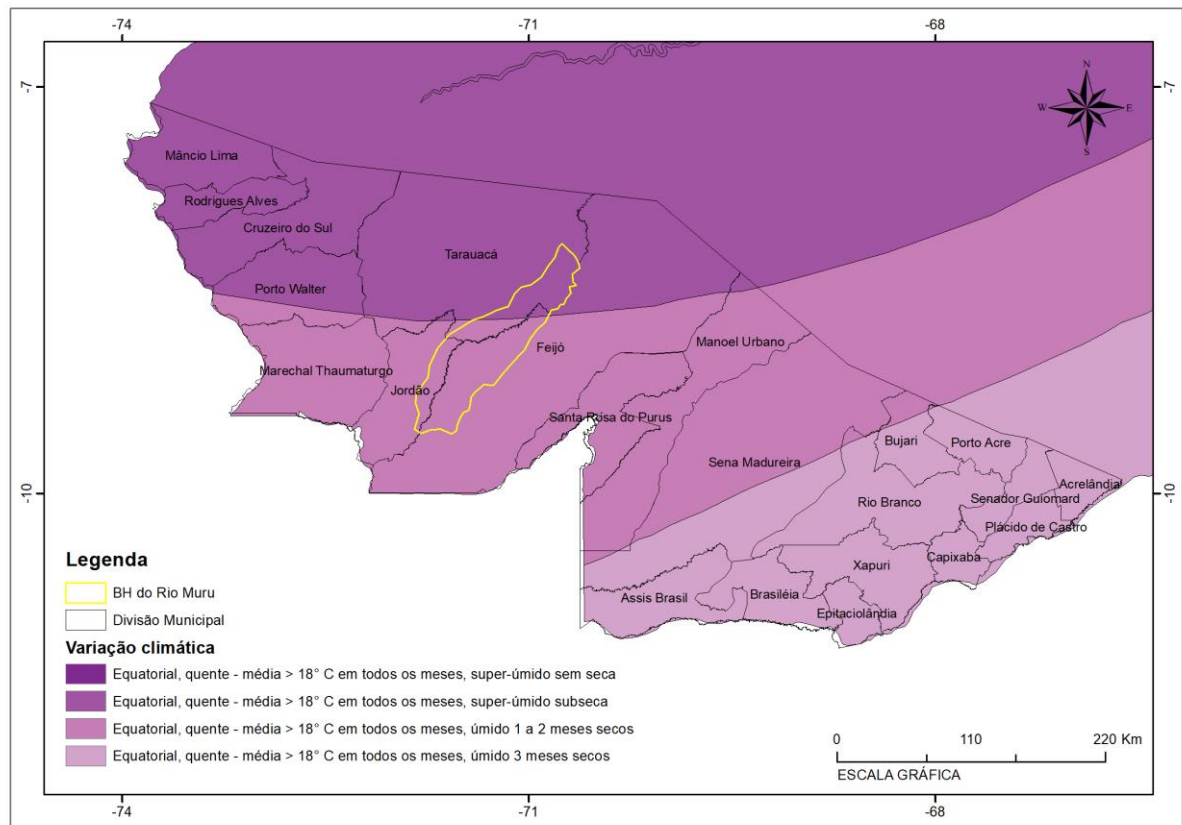 -74
-71
-68
-7
-7
N
W
E
S
Mâncio Lima
Rodrigues Alves
Cruzeiro do Sul
Tarauacá
Porto Walter
Manoel Urbano
Feijó
Marechal Thaumaturgo
Jordão
Santa Rosa do Purus
Bujari
Porto Acre
Sena Madureira
Acrelândia
-10
-10
Rio Branco
Senador Guiomard
Plácido de Castro
Capixaba
Xapuri
Assis Brasil
Brasiléia
Epitaciolândia
Legenda
BH do Rio Muru
Divisão Municipal
Variação climática
Equatorial, quente - média > 18° C em todos os meses, super-úmido sem seca
Equatorial, quente - média > 18° C em todos os meses, super-úmido subseca
Equatorial, quente - média > 18° C em todos os meses, úmido 1 a 2 meses secos
Equatorial, quente - média > 18° C em todos os meses, úmido 3 meses secos
0
110
220 Km
ESCALA GRÁFICA
-74
-71
-68